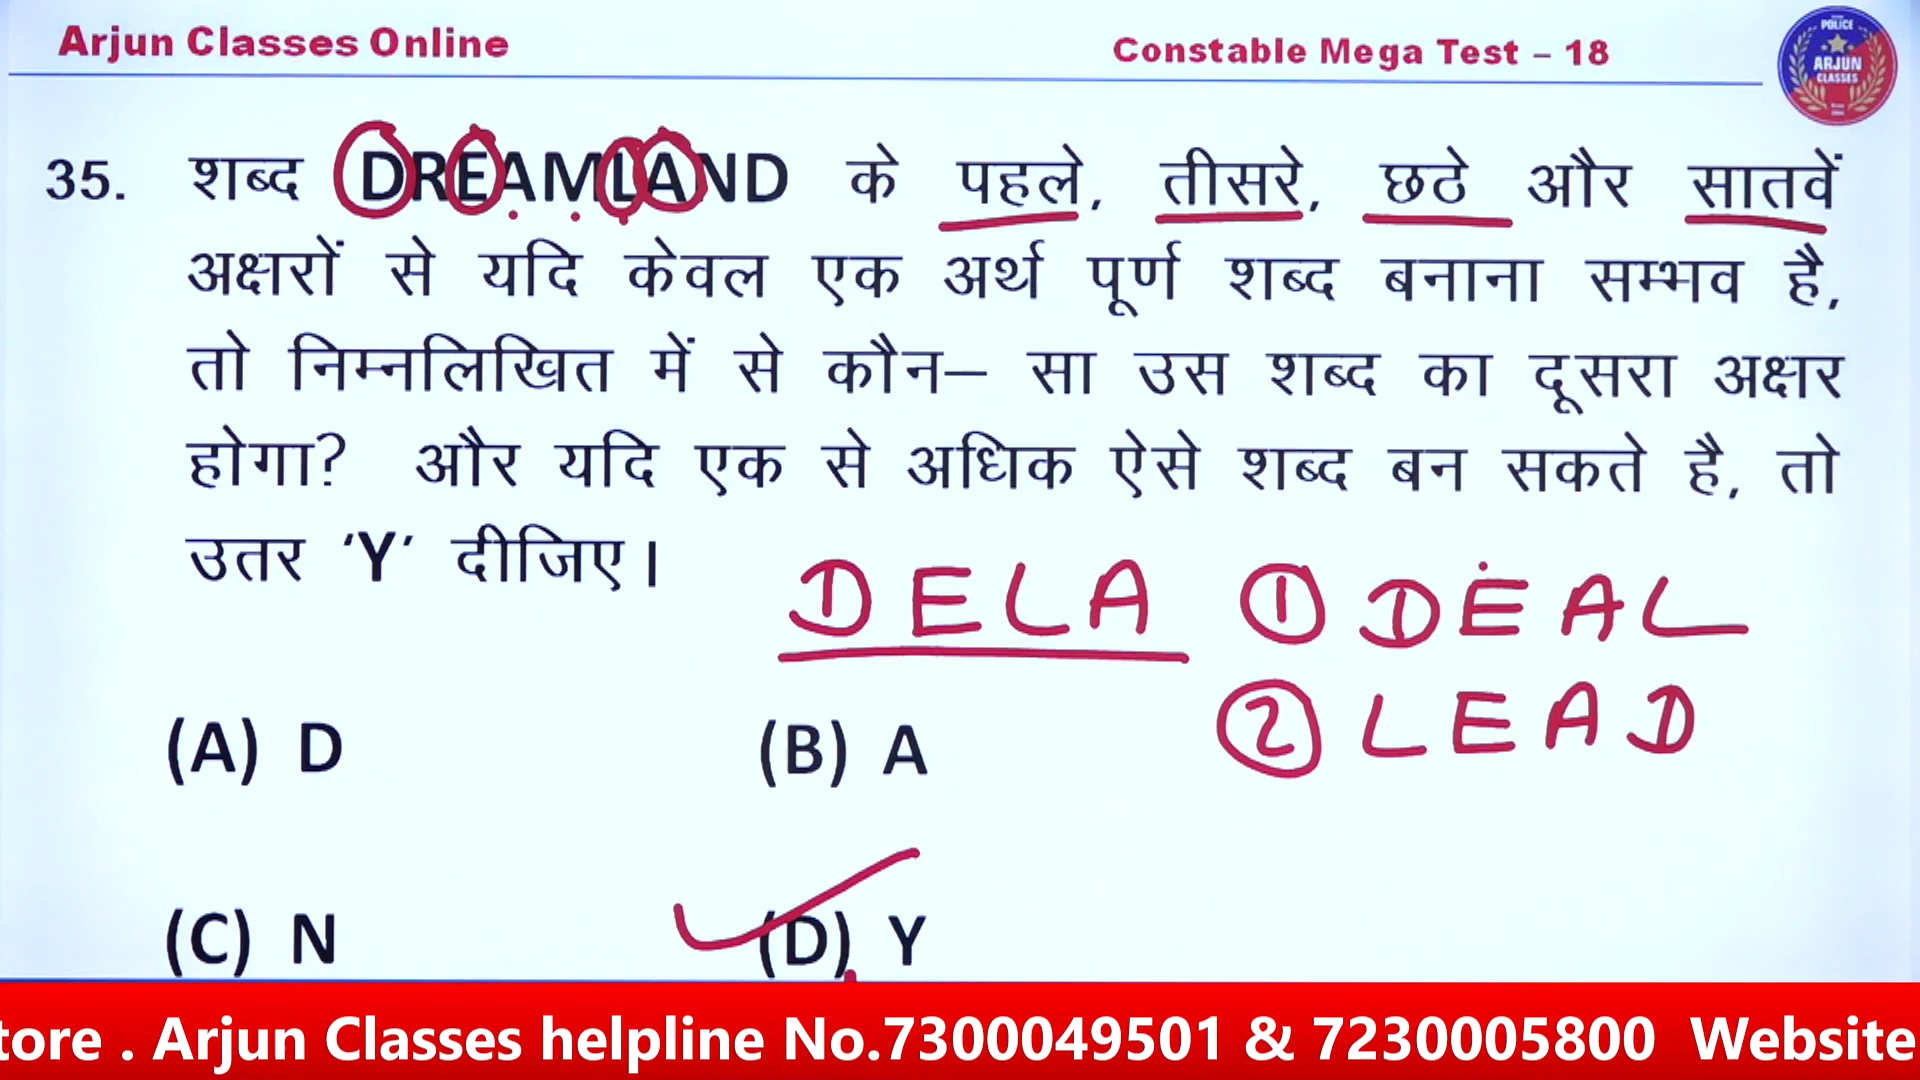 Arjun Classes Online
Constable Mega Test – 18
POLICE
ARJUN
CLASSES
35. शब्द DREAMLAND के पहले, तीसरे, छठे और सातवें
अक्षरों से यदि केवल एक अर्थ पूर्ण शब्द बनाना सम्भव है,
तो निम्नलिखित में से कौन– सा उस शब्द का दूसरा अक्षर
होगा? और यदि एक से अधिक ऐसे शब्द बन सकते है, तो
उतर ‘Y’ दीजिए।
DELA ① DEAL
② LEAD
(A) D (B) A
(C) N (D) Y
tore . Arjun Classes helpline No.7300049501 & 7230005800 Website